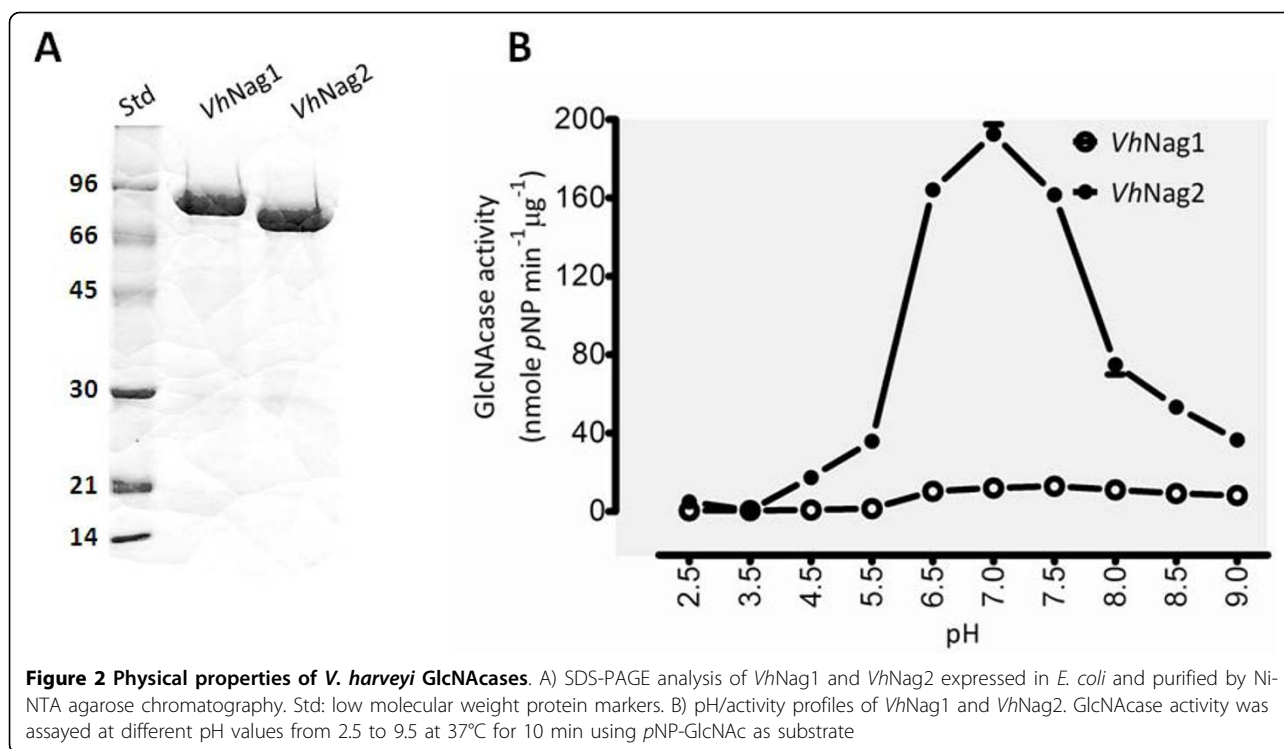 A
Std VhNag1 VhNag2
96
66
45
30
21
14
B
GlcNAcase activity
(nmole pNP min⁻¹μg⁻¹)
200
160
120
80
40
0
VhNag1
VhNag2
2.5 3.5 4.5 5.5 6.5 7.0 7.5 8.0 8.5 9.0
pH
Figure 2 Physical properties of V. harveyi GlcNAcases. A) SDS-PAGE analysis of VhNag1 and VhNag2 expressed in E. coli and purified by Ni-
NTA agarose chromatography. Std: low molecular weight protein markers. B) pH/activity profiles of VhNag1 and VhNag2. GlcNAcase activity was
assayed at different pH values from 2.5 to 9.5 at 37°C for 10 min using pNP-GlcNAc as substrate